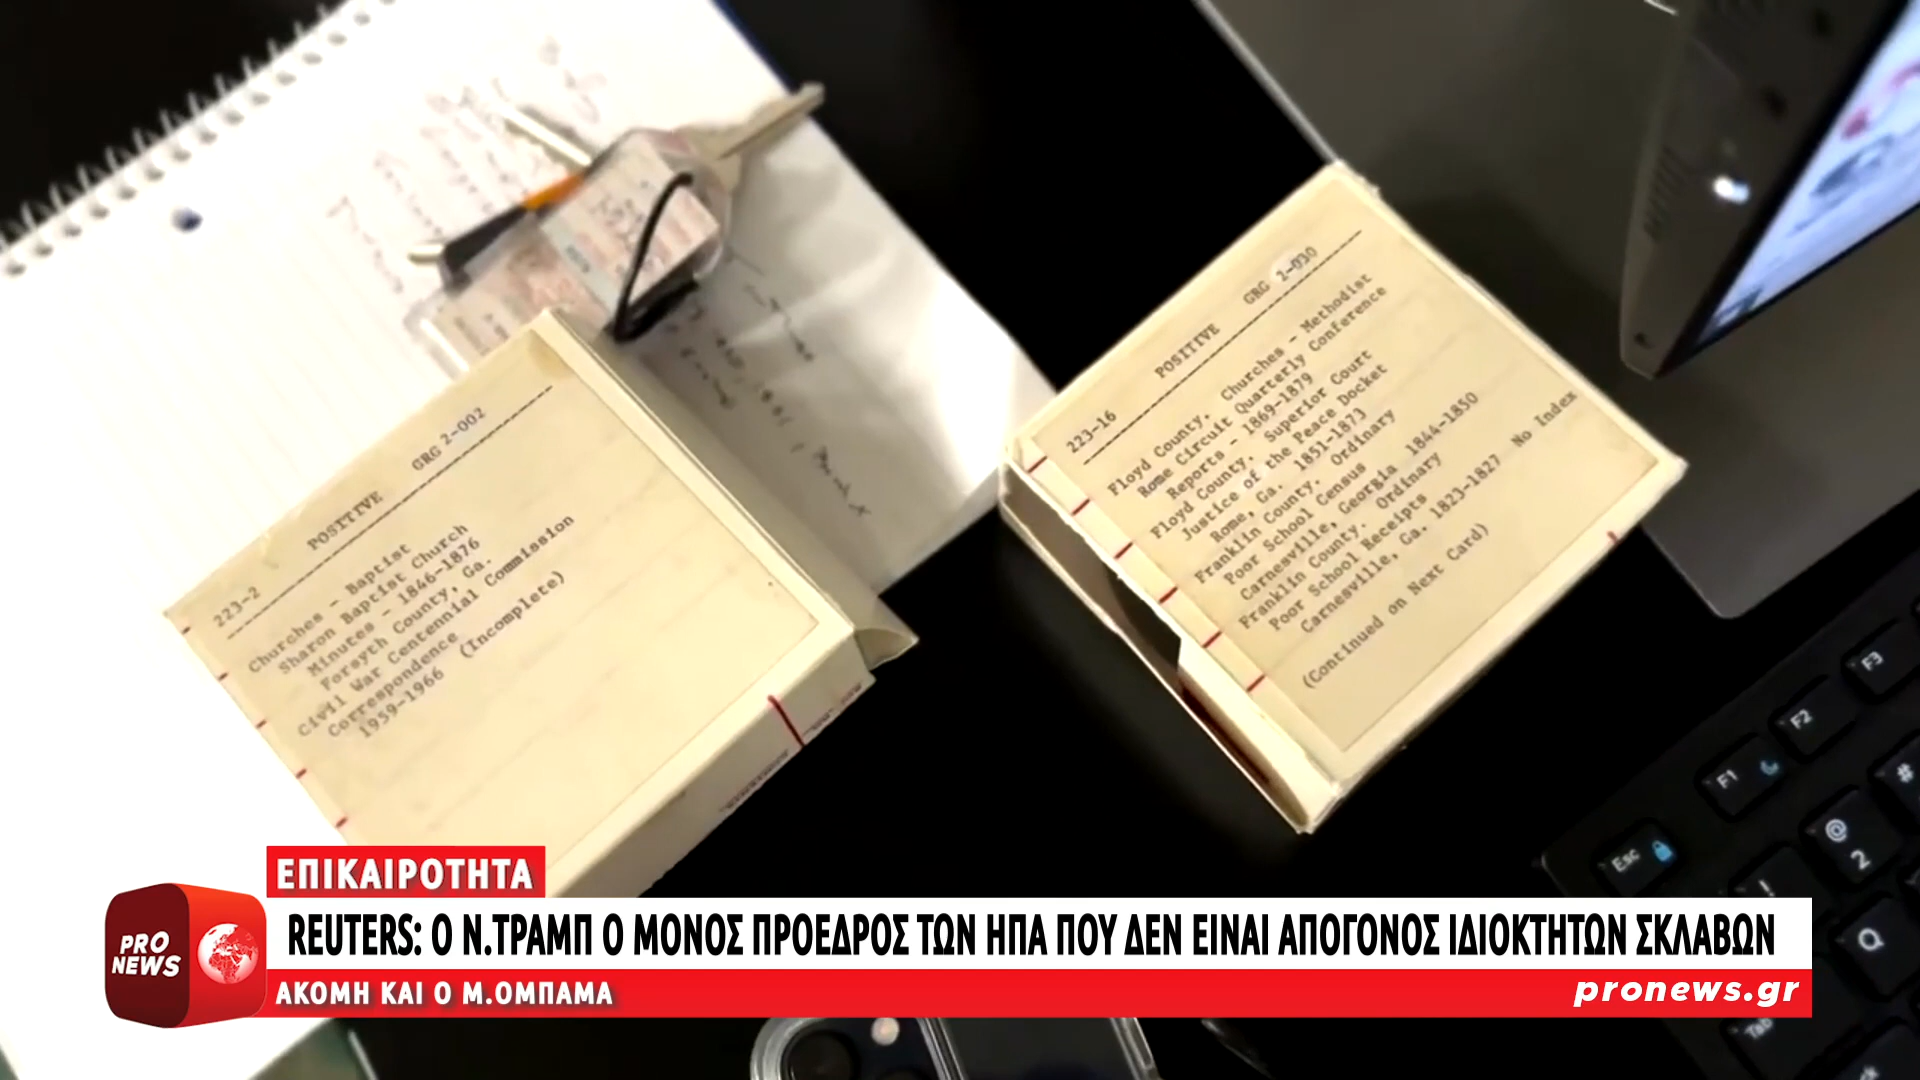 223-2 POSITIVE GRG 2-002
Churches - Baptist
Sharon Baptist Church
Minutes - 1846-1876
Forsyth County, Ga.
Civil War Centennial Commission
Correspondence
1959-1966 (Incomplete)
223-16 POSITIVE GRG 2-030
Floyd County, Churches - Methodist
Rome Circuit Quarterly Conference
Reports - 1869-1879
Floyd County. Superior Court
Justice of the Peace Docket
Rome, Ga. 1851-1873
Franklin County. Ordinary
Poor School Census
Carnesville, Georgia 1844-1850
Franklin County. Ordinary
Poor School Receipts
Carnesville, Ga. 1823-1827 No Index
(Continued on Next Card)
F3
F2
F1
#
@
2
Esc
!
Q
Tab
ΕΠΙΚΑΙΡΟΤΗΤΑ
PRO
NEWS
REUTERS: Ο Ν.ΤΡΑΜΠ Ο ΜΟΝΟΣ ΠΡΟΕΔΡΟΣ ΤΩΝ ΗΠΑ ΠΟΥ ΔΕΝ ΕΙΝΑΙ ΑΠΟΓΟΝΟΣ ΙΔΙΟΚΤΗΤΩΝ ΣΚΛΑΒΩΝ
ΑΚΟΜΗ ΚΑΙ Ο Μ.ΟΜΠΑΜΑ
pronews.gr